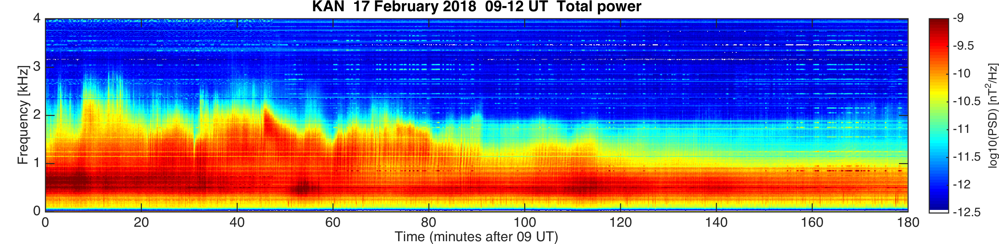 KAN 17 February 2018 09-12 UT Total power
Frequency [kHz]
4
3
2
1
0
0 20 40 60 80 100 120 140 160 180
Time (minutes after 09 UT)
-9
-9.5
-10
-10.5
-11
-11.5
-12
-12.5
log10(PSD) [nT²/Hz]